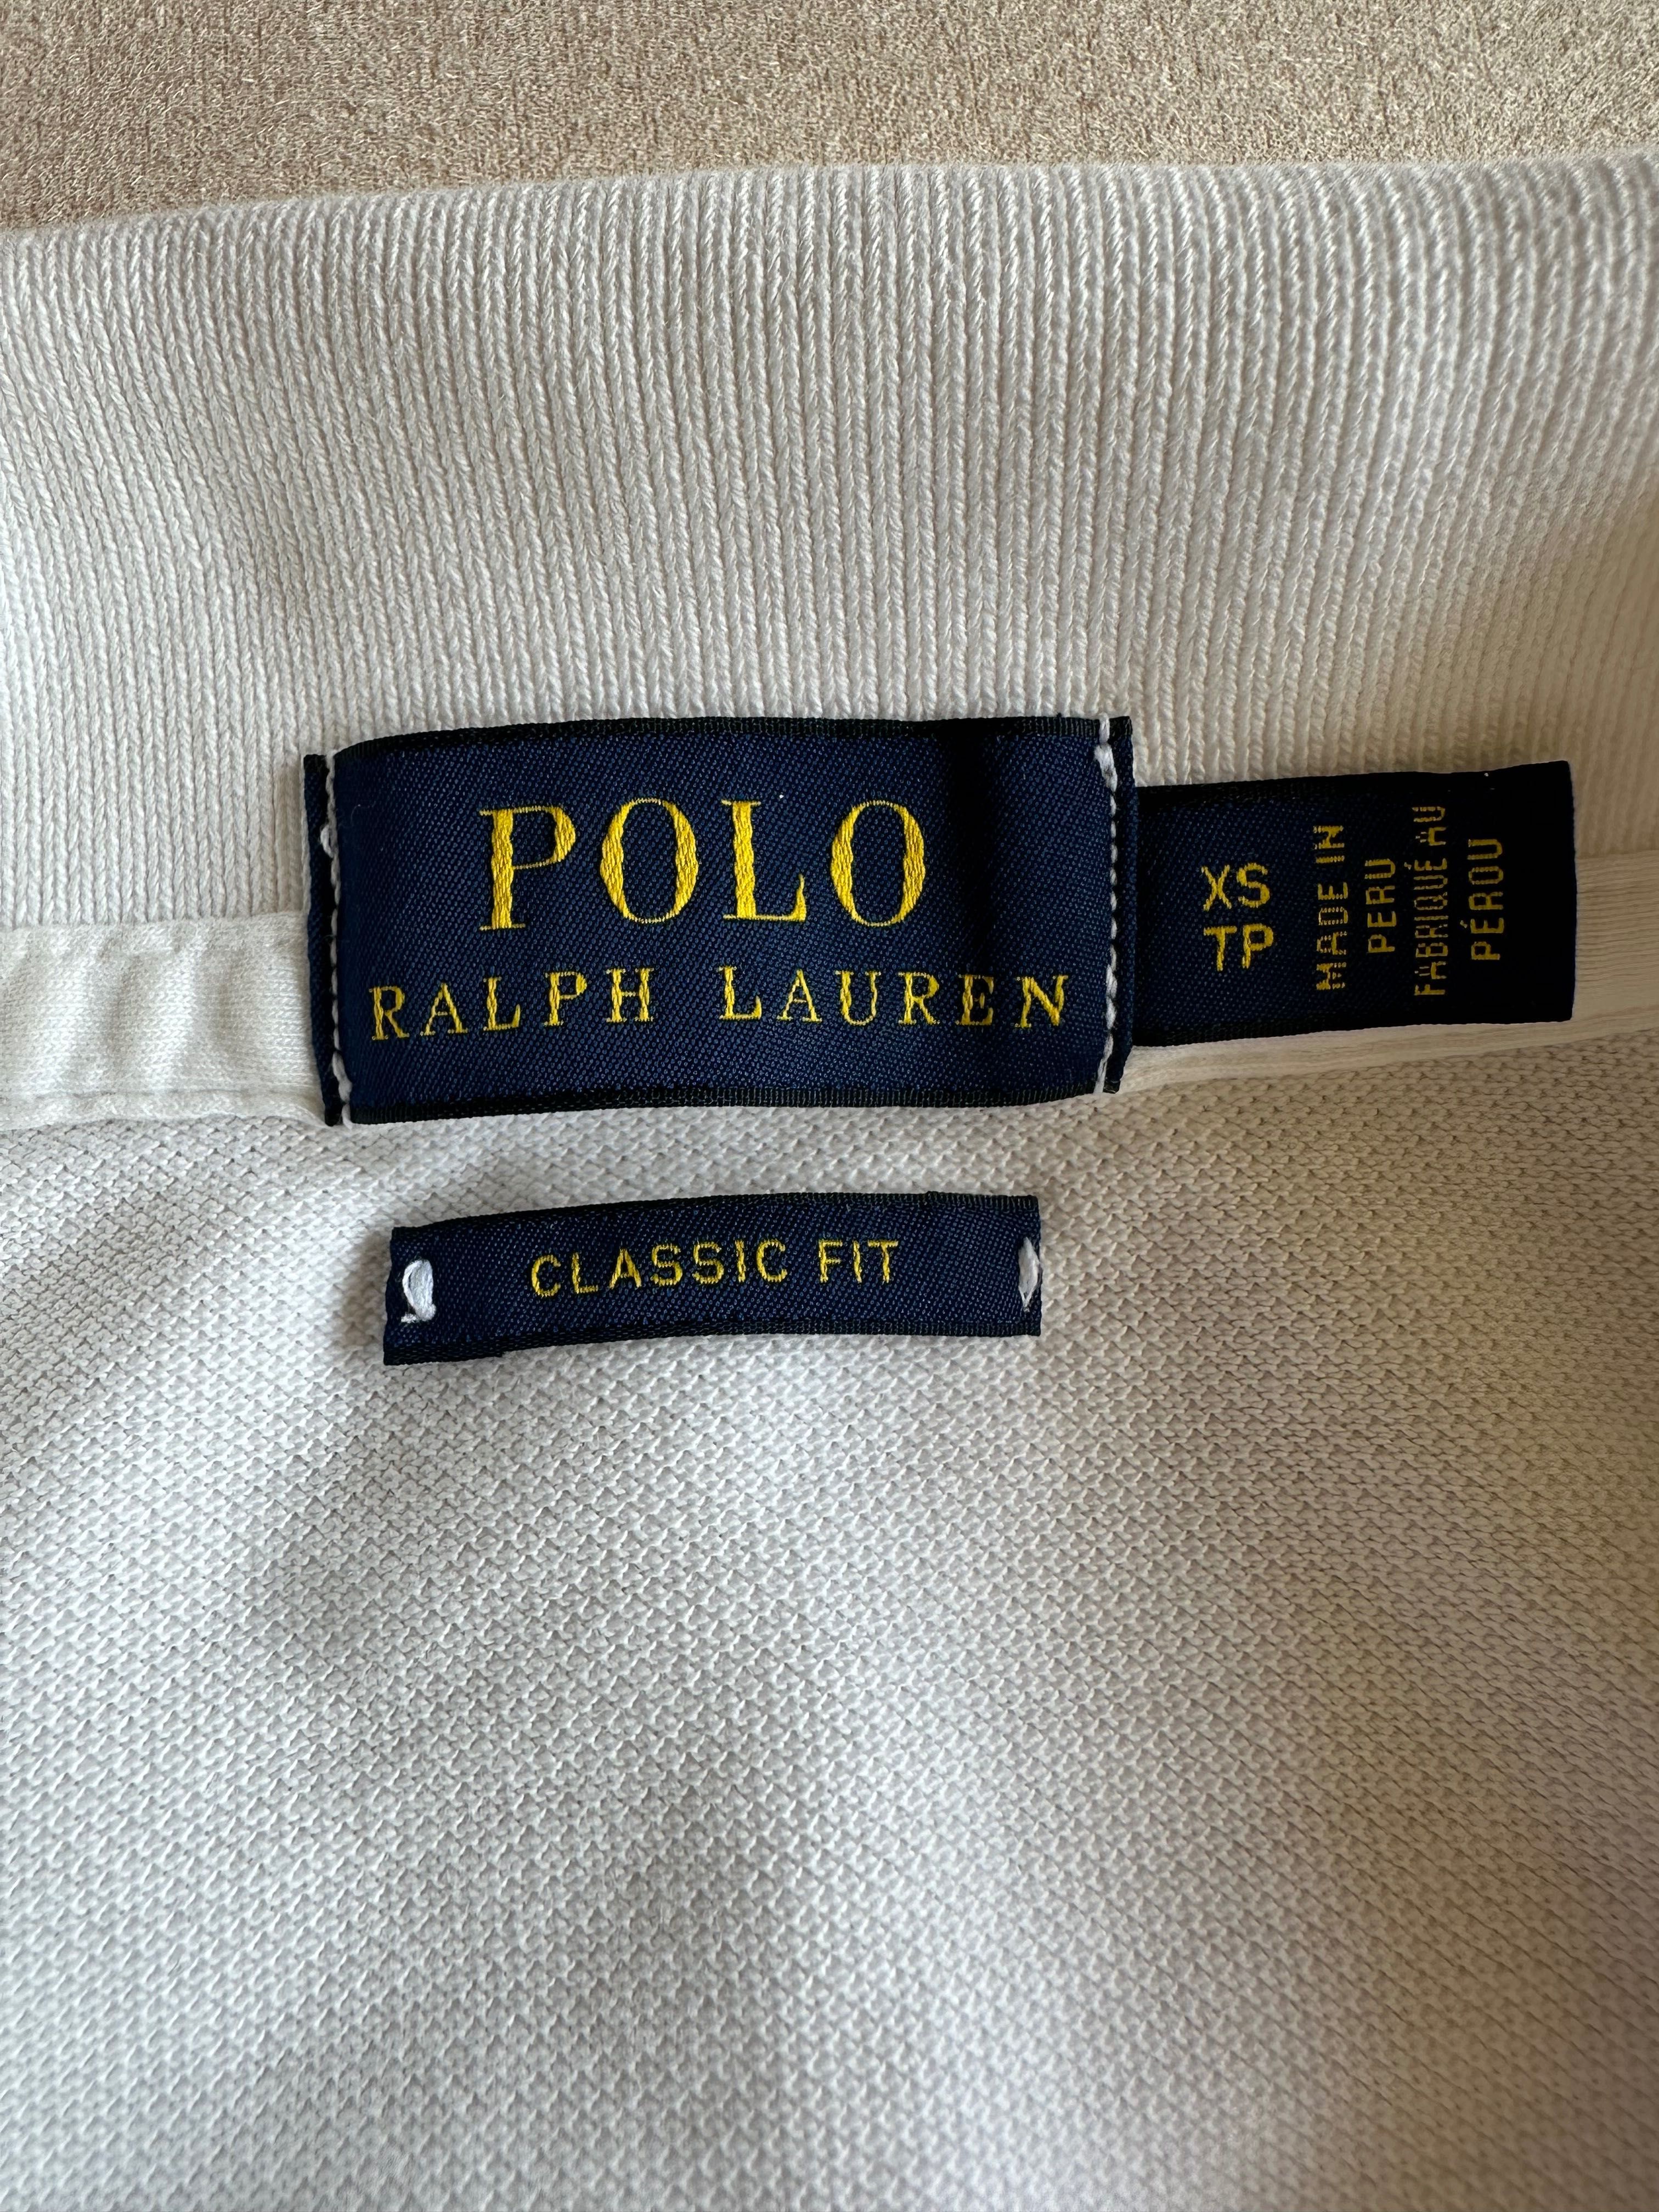 POLO
RALPH LAUREN
XS
TP
MADE IN
PERU
FABRIQUÉ AU
PÉROU
CLASSIC FIT